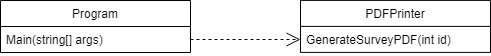 Program
Main(string[] args)
PDFPrinter
GenerateSurveyPDF(int id)